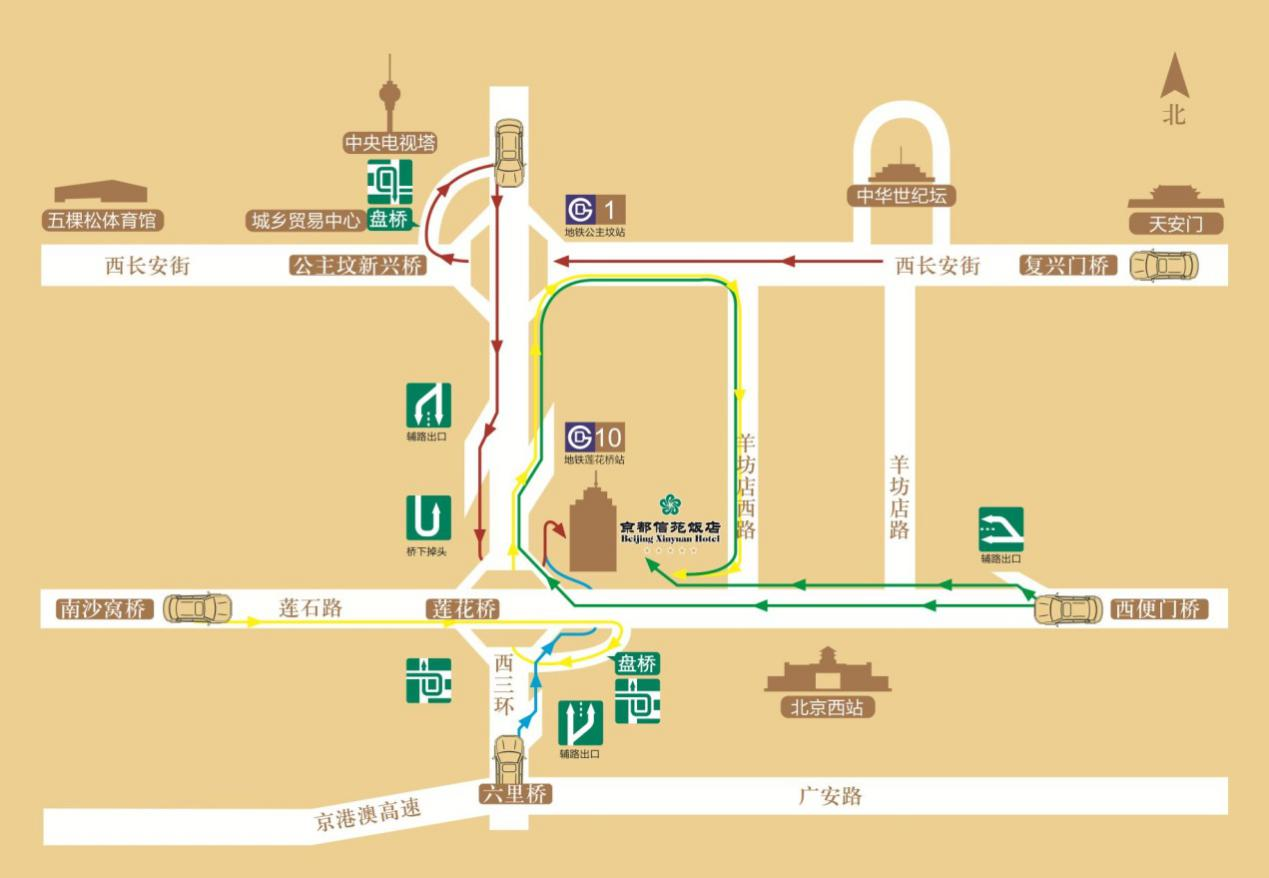 北
中央电视塔
中华世纪坛
五棵松体育馆
城乡贸易中心
盘桥
1
地铁公主坟站
天安门
西长安街
公主坟新兴桥
西长安街
复兴门桥
辅路出口
10
地铁莲花桥站
羊坊店西路
羊坊店路
京都信苑饭店
Beijing Xinyuan Hotel
桥下掉头
辅路出口
南沙窝桥
莲石路
莲花桥
西便门桥
西三环
盘桥
北京西站
辅路出口
六里桥
广安路
京港澳高速